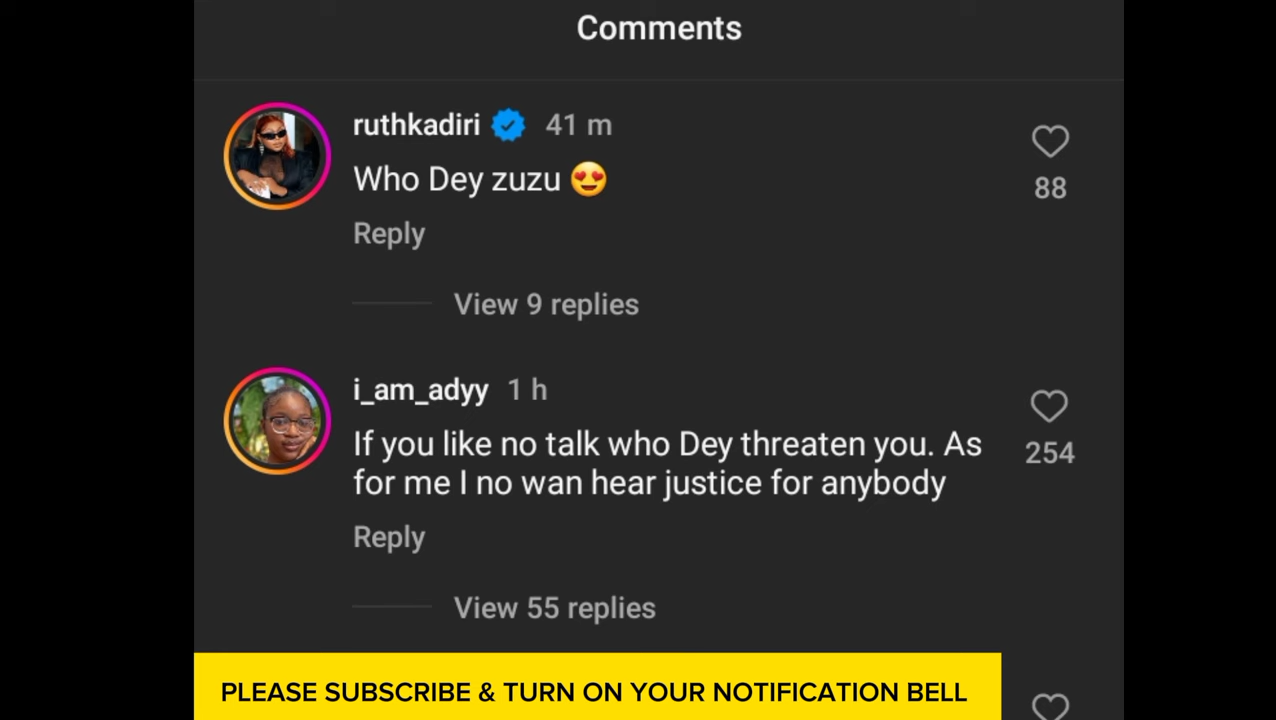 Comments
ruthkadiri 41 m
Who Dey zuzu 😍
88
Reply
View 9 replies
i_am_adyy 1 h
If you like no talk who Dey threaten you. As
for me I no wan hear justice for anybody
254
Reply
View 55 replies
PLEASE SUBSCRIBE & TURN ON YOUR NOTIFICATION BELL